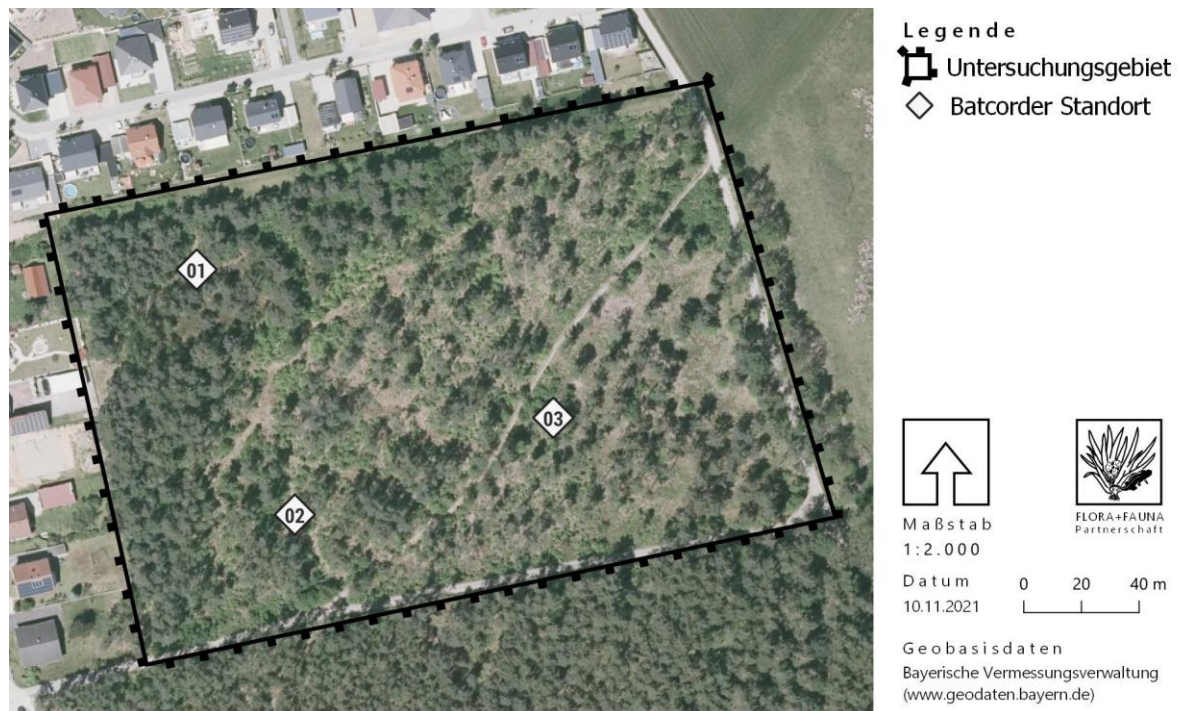 Legende
Untersuchungsgebiet
Batcorder Standort
01
02
03
Maßstab
1:2.000
FLORA+FAUNA
Partnerschaft
Datum
10.11.2021
0 20 40 m
Geobasisdaten
Bayerische Vermessungsverwaltung
(www.geodaten.bayern.de)